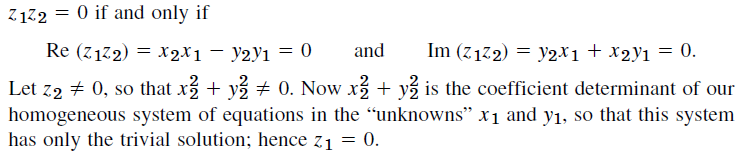 z₁z₂ = 0 if and only if
Re (z₁z₂) = x₂x₁ − y₂y₁ = 0 and Im (z₁z₂) = y₂x₁ + x₂y₁ = 0.
Let z₂ ≠ 0, so that x₂² + y₂² ≠ 0. Now x₂² + y₂² is the coefficient determinant of our
homogeneous system of equations in the “unknowns” x₁ and y₁, so that this system
has only the trivial solution; hence z₁ = 0.